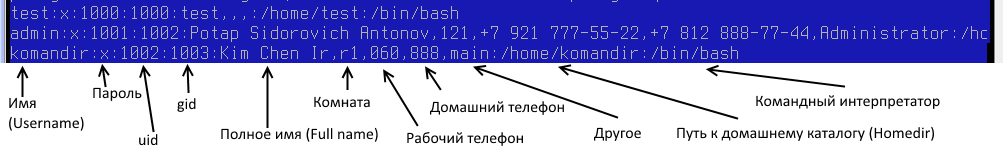 test:x:1000:1000:test,,,:/home/test:/bin/bash
admin:x:1001:1002:Potap Sidorovich Antonov,121,+7 921 777-55-22,+7 812 888-77-44,Administrator:/ho
komandir:x:1002:1003:Kim Chen Ir,r1,060,888,main:/home/komandir:/bin/bash
Имя (Username)
Пароль
uid
gid
Полное имя (Full name)
Комната
Рабочий телефон
Домашний телефон
Другое
Путь к домашнему каталогу (Homedir)
Командный интерпретатор